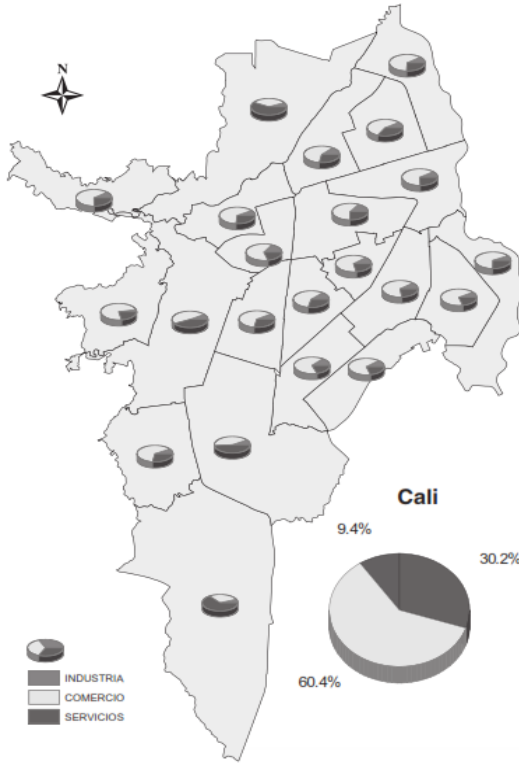 N
Cali
9.4%
30.2%
60.4%
INDUSTRIA
COMERCIO
SERVICIOS